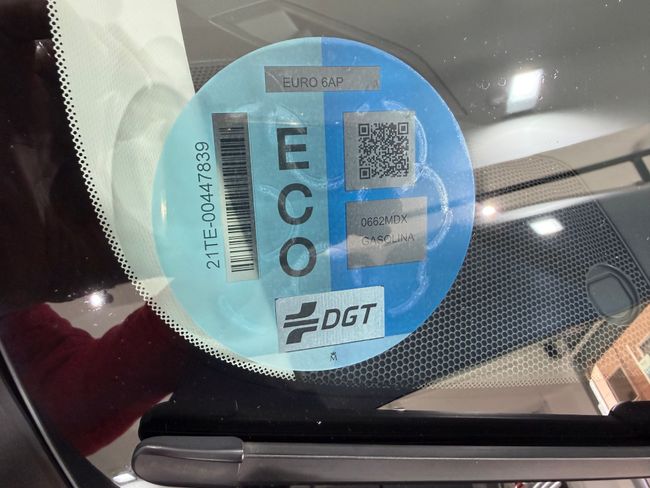 EURO 6AP
21TE-00447839
ECO
0662MDX
GASOLINA
DGT
M